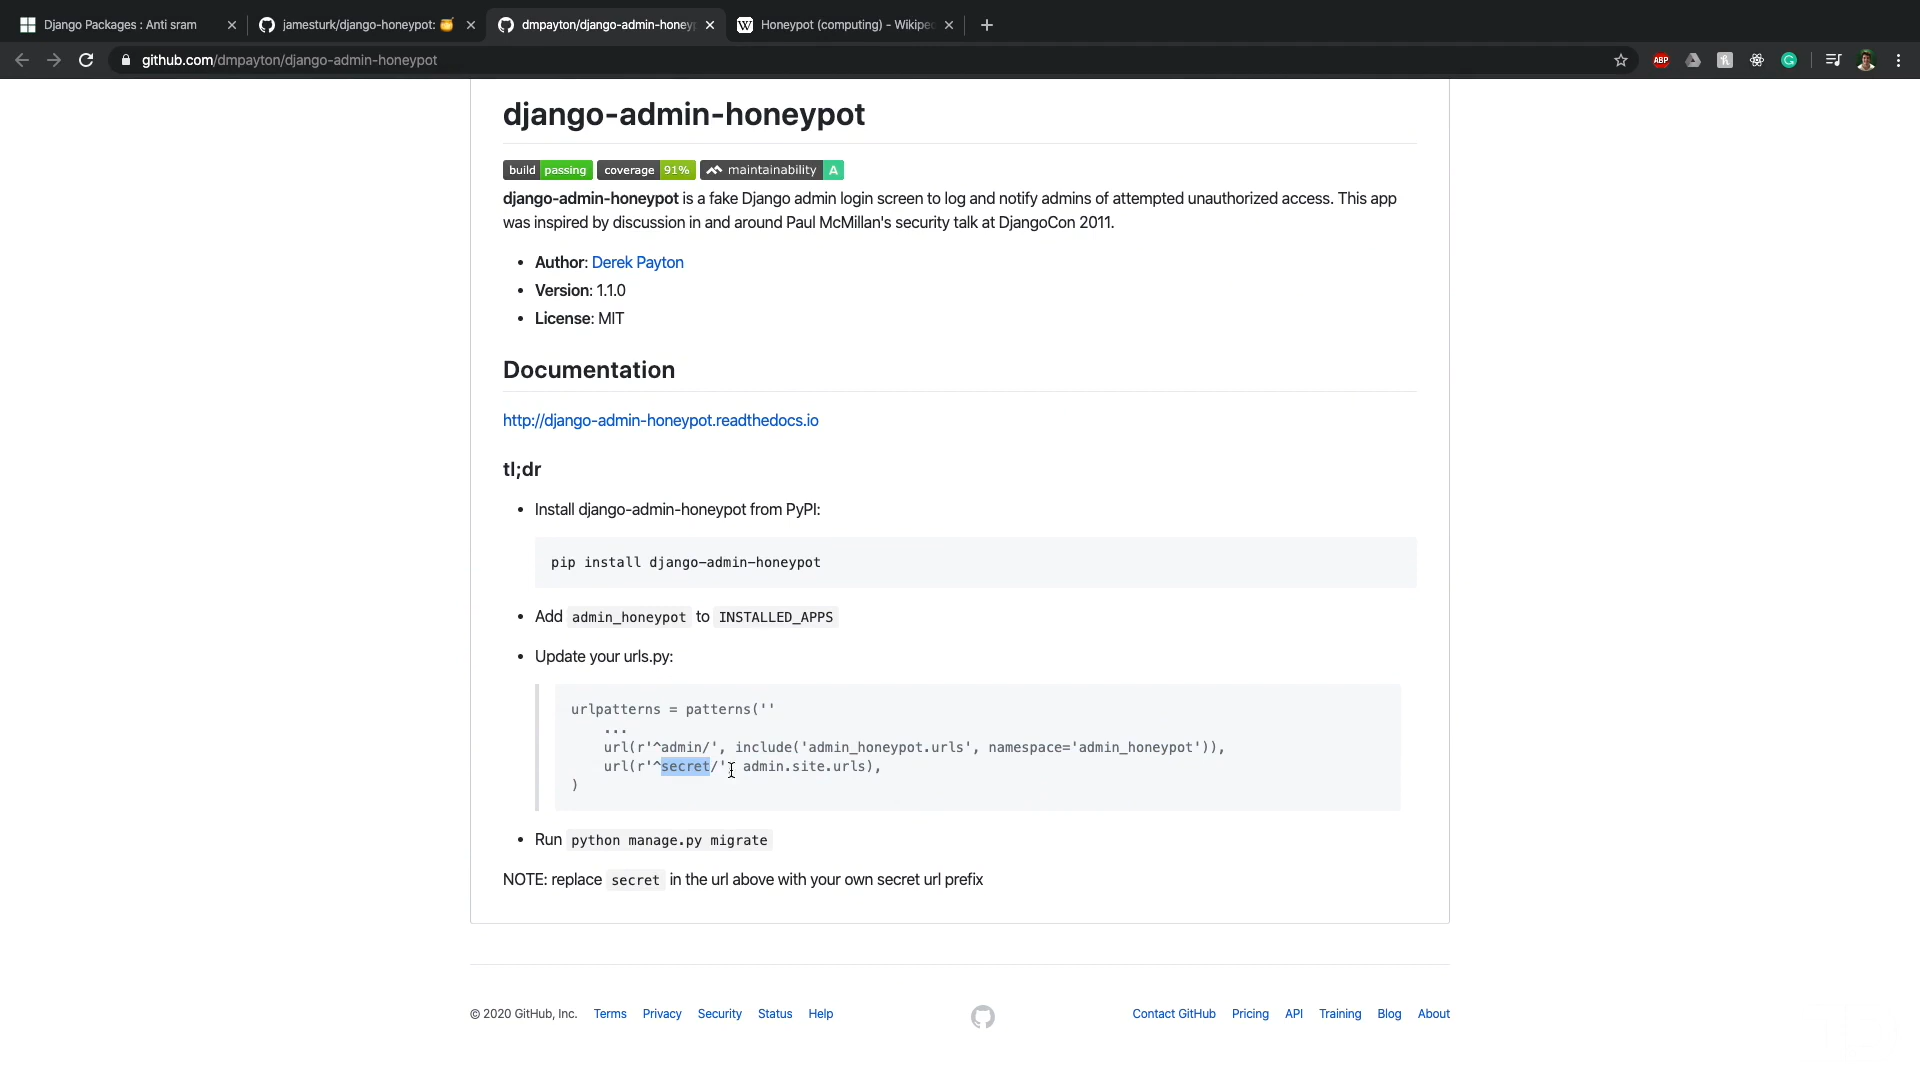 Django Packages : Anti spam
jamesturk/django-honeypot: 🍯
dmpayton/django-admin-honeyp
Honeypot (computing) - Wikiped
github.com/dmpayton/django-admin-honeypot
ABP
django-admin-honeypot
build passing coverage 91% maintainability A
django-admin-honeypot is a fake Django admin login screen to log and notify admins of attempted unauthorized access. This app
was inspired by discussion in and around Paul McMillan's security talk at DjangoCon 2011.
• Author: Derek Payton
• Version: 1.1.0
• License: MIT
Documentation
http://django-admin-honeypot.readthedocs.io
tl;dr
• Install django-admin-honeypot from PyPI:
pip install django-admin-honeypot
• Add admin_honeypot to INSTALLED_APPS
• Update your urls.py:
urlpatterns = patterns(''
...
url(r'^admin/', include('admin_honeypot.urls', namespace='admin_honeypot')),
url(r'^secret/', admin.site.urls),
)
• Run python manage.py migrate
NOTE: replace secret in the url above with your own secret url prefix
© 2020 GitHub, Inc. Terms Privacy Security Status Help Contact GitHub Pricing API Training Blog About